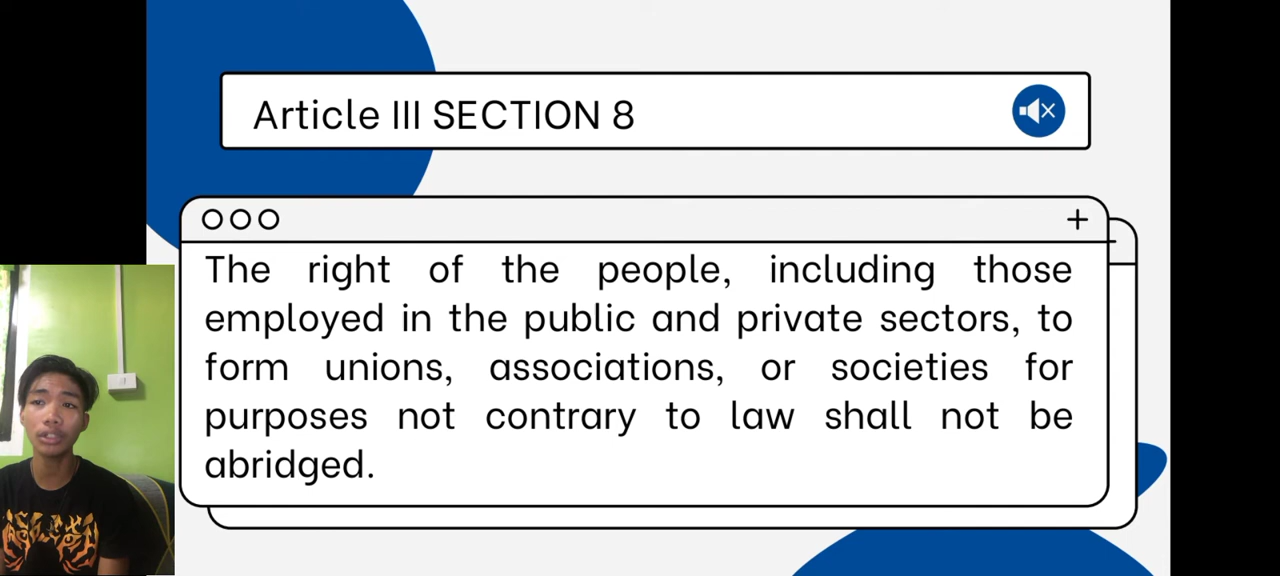 Article III SECTION 8
The right of the people, including those
employed in the public and private sectors, to
form unions, associations, or societies for
purposes not contrary to law shall not be
abridged.